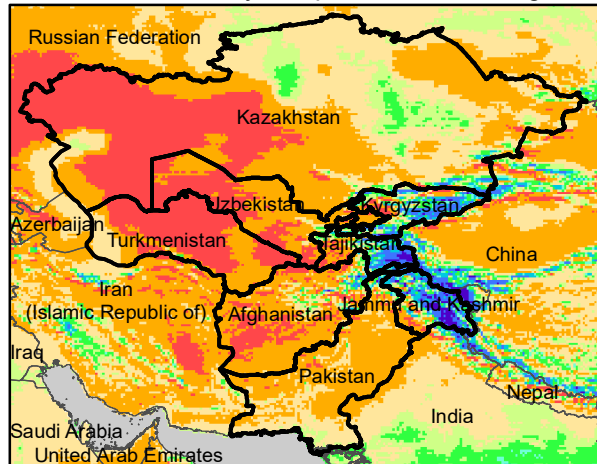 Russian Federation
Kazakhstan
Uzbekistan
Kyrgyzstan
Azerbaijan
Turkmenistan
Tajikistan
China
Iran
(Islamic Republic of)
Afghanistan
Jammu and Kashmir
Iraq
Pakistan
Nepal
India
Saudi Arabia
United Arab Emirates